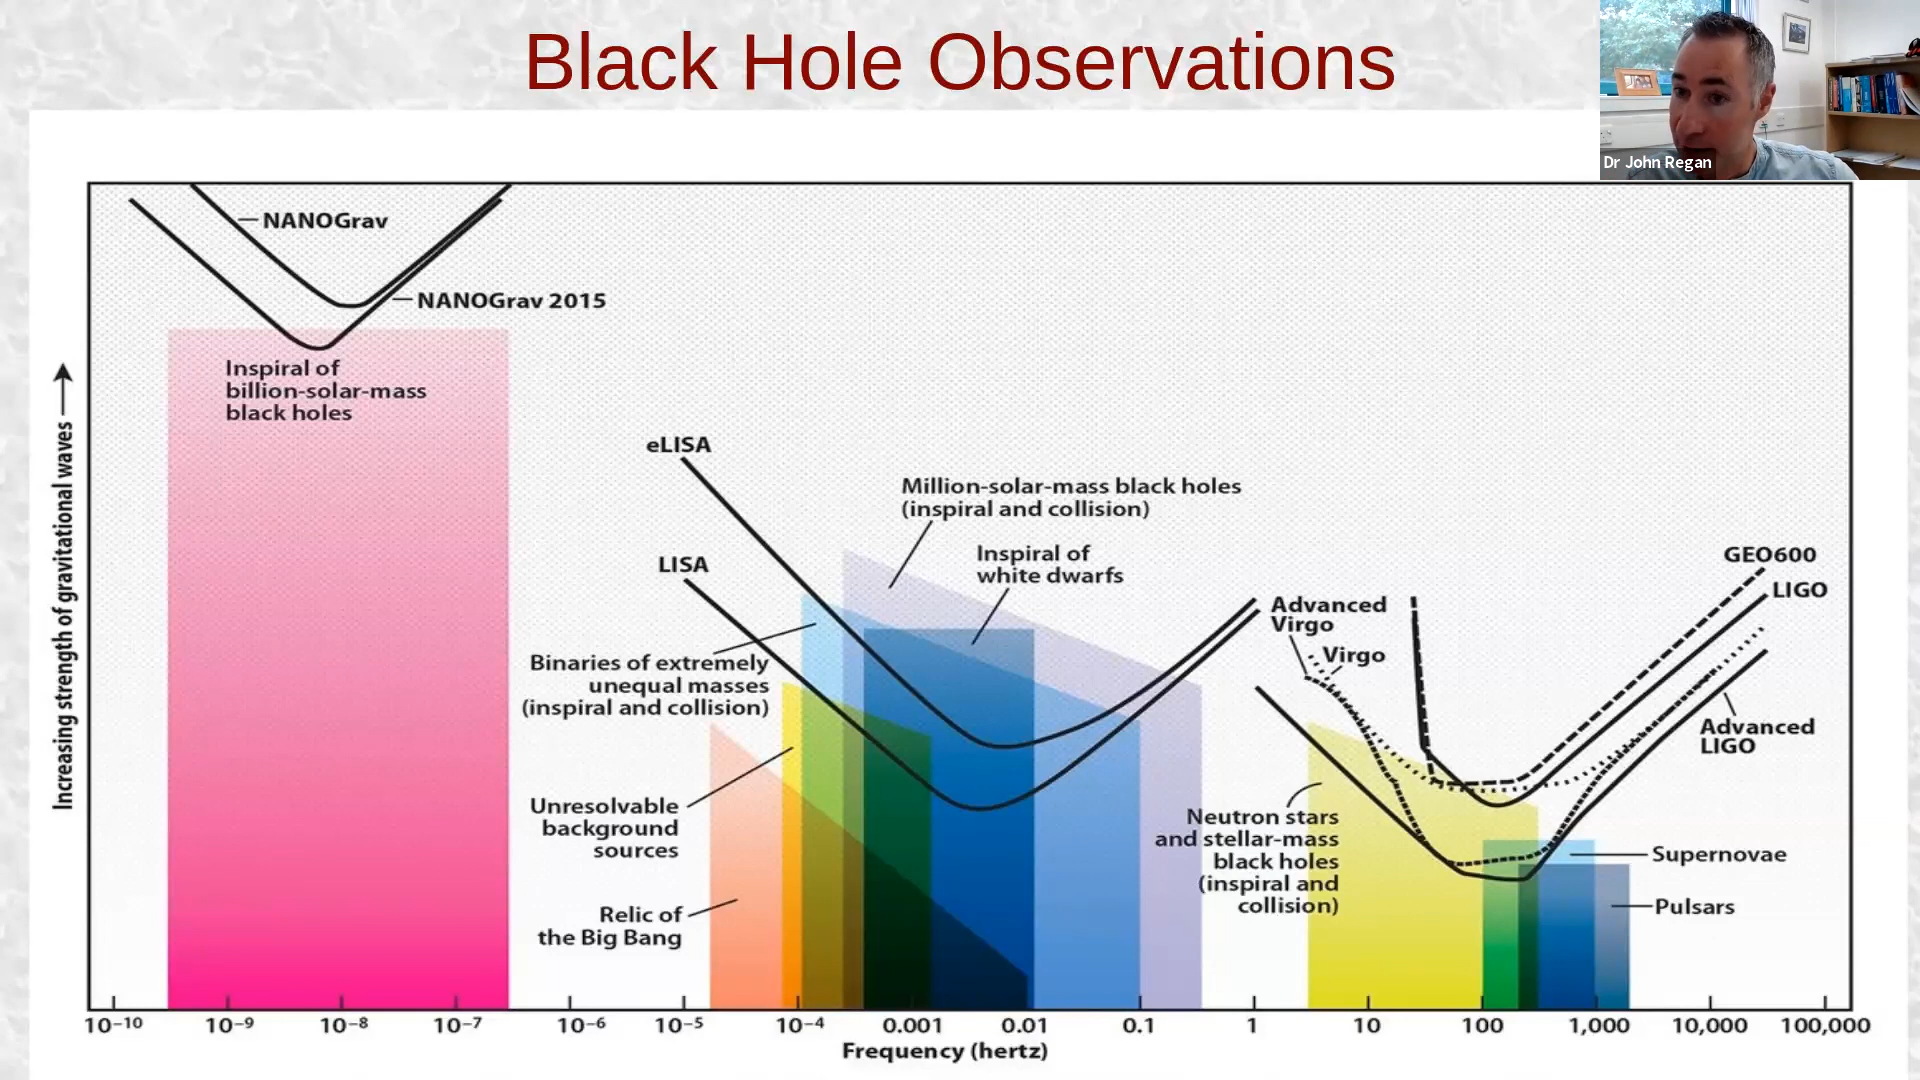 Black Hole Observations
Dr John Regan
NANOGrav
NANOGrav 2015
Inspiral of
billion-solar-mass
black holes
Increasing strength of gravitational waves
eLISA
Million-solar-mass black holes
(inspiral and collision)
Inspiral of
white dwarfs
LISA
GEO600
LIGO
Advanced
Virgo
Virgo
Binaries of extremely
unequal masses
(inspiral and collision)
Advanced
LIGO
Unresolvable
background
sources
Neutron stars
and stellar-mass
black holes
(inspiral and
collision)
Supernovae
Relic of
the Big Bang
Pulsars
10⁻¹⁰ 10⁻⁹ 10⁻⁸ 10⁻⁷ 10⁻⁶ 10⁻⁵ 10⁻⁴ 0.001 0.01 0.1 1 10 100 1,000 10,000 100,000
Frequency (hertz)